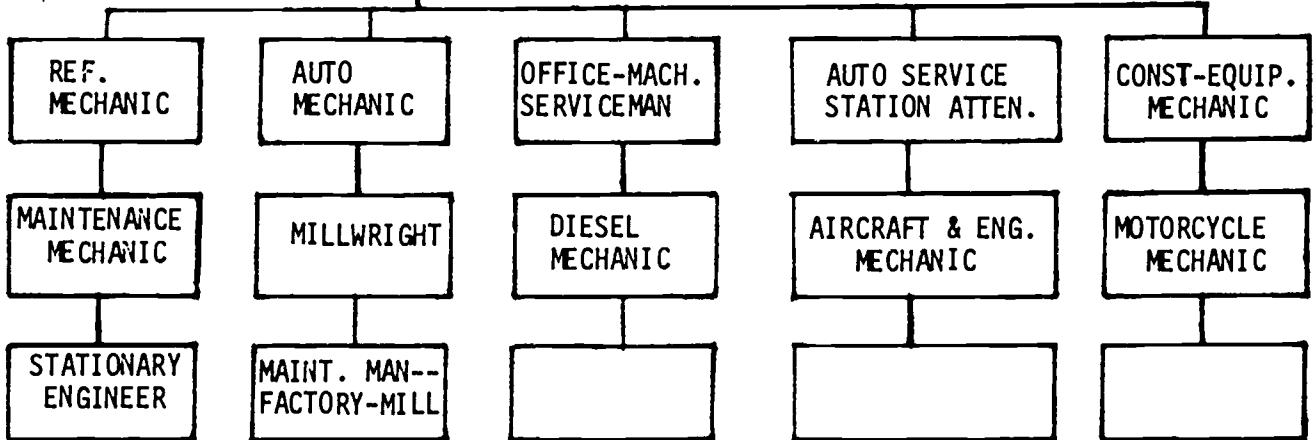 REF.
MECHANIC
AUTO
MECHANIC
OFFICE-MACH.
SERVICEMAN
AUTO SERVICE
STATION ATTEN.
CONST-EQUIP.
MECHANIC
MAINTENANCE
MECHANIC
MILLWRIGHT
DIESEL
MECHANIC
AIRCRAFT & ENG.
MECHANIC
MOTORCYCLE
MECHANIC
STATIONARY
ENGINEER
MAINT. MAN--
FACTORY-MILL